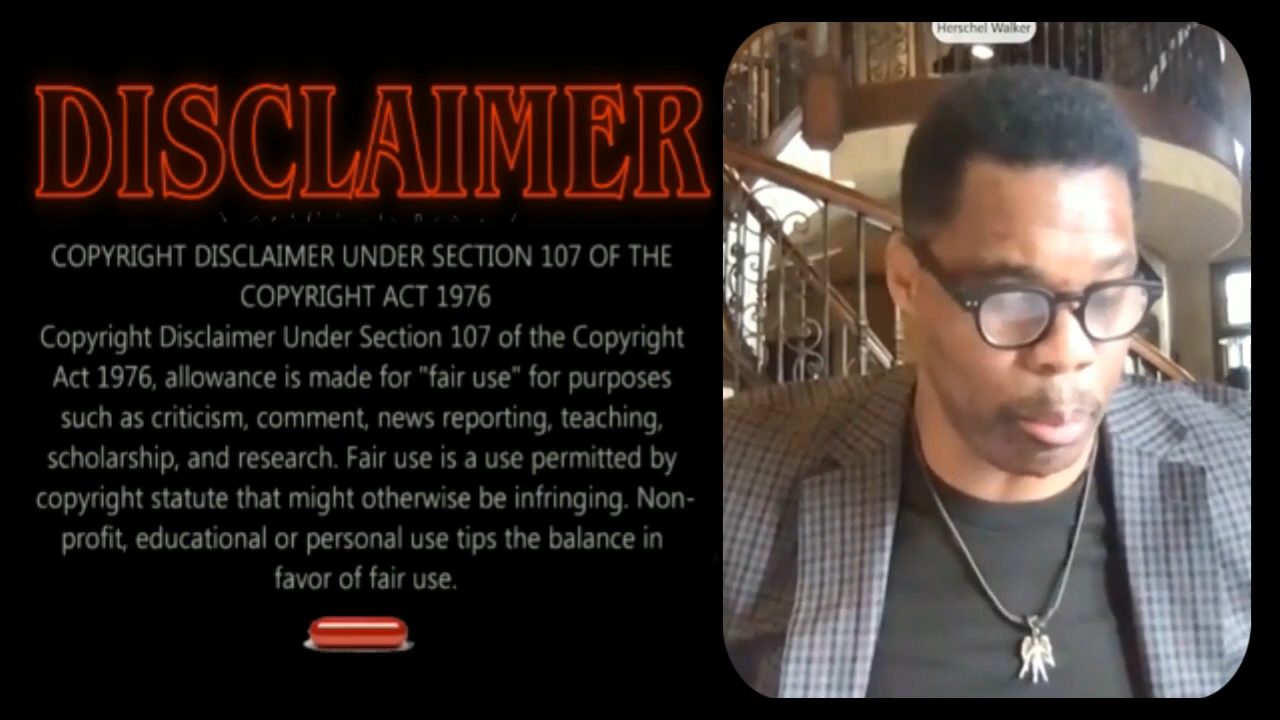 Herschel Walker
DISCLAIMER
COPYRIGHT DISCLAIMER UNDER SECTION 107 OF THE
COPYRIGHT ACT 1976
Copyright Disclaimer Under Section 107 of the Copyright
Act 1976, allowance is made for "fair use" for purposes
such as criticism, comment, news reporting, teaching,
scholarship, and research. Fair use is a use permitted by
copyright statute that might otherwise be infringing. Non-
profit, educational or personal use tips the balance in
favor of fair use.